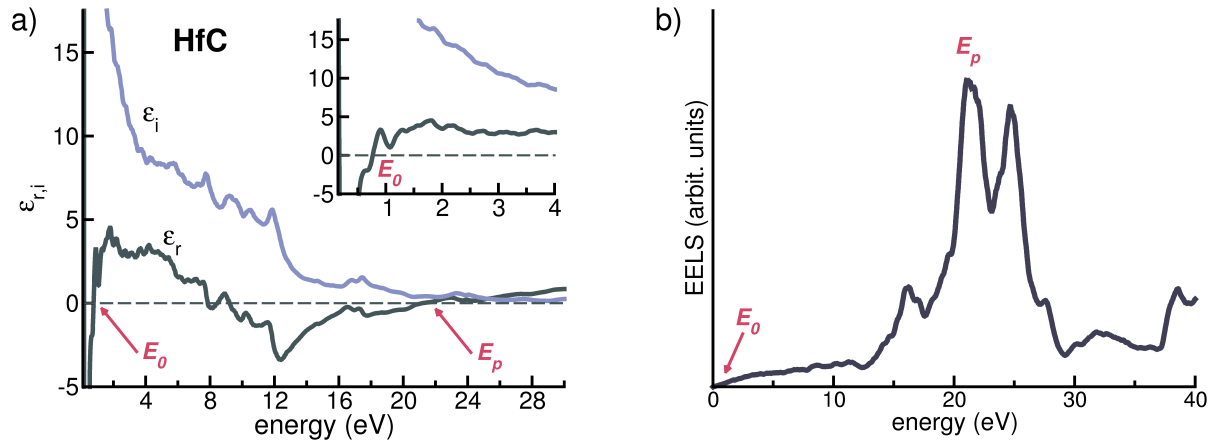 a)
HfC
15
10
5
0
-5
ε_r,i
ε_i
ε_r
E_0
E_p
4 8 12 16 20 24 28
energy (eV)
15
10
5
0
-5
E_0
1 2 3 4
b)
EELS (arbit. units)
E_p
E_0
0 10 20 30 40
energy (eV)